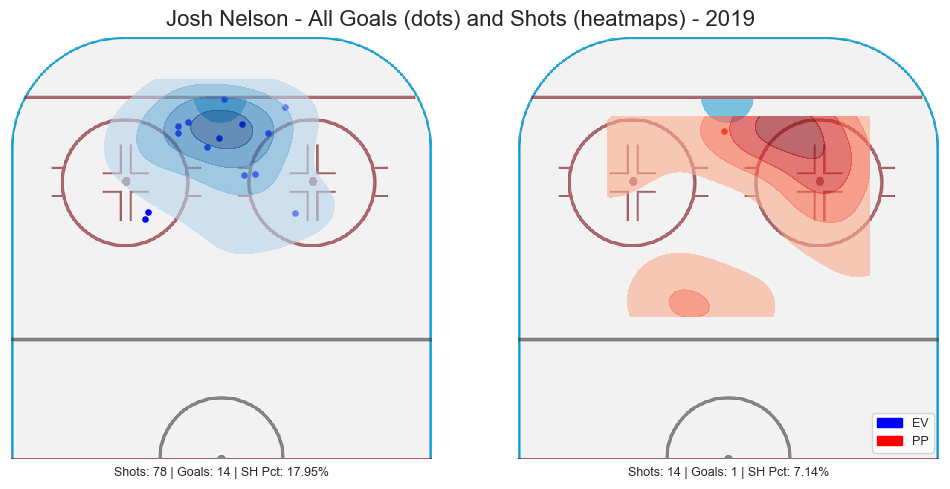 Josh Nelson - All Goals (dots) and Shots (heatmaps) - 2019
EV
PP
Shots: 78 | Goals: 14 | SH Pct: 17.95%
Shots: 14 | Goals: 1 | SH Pct: 7.14%